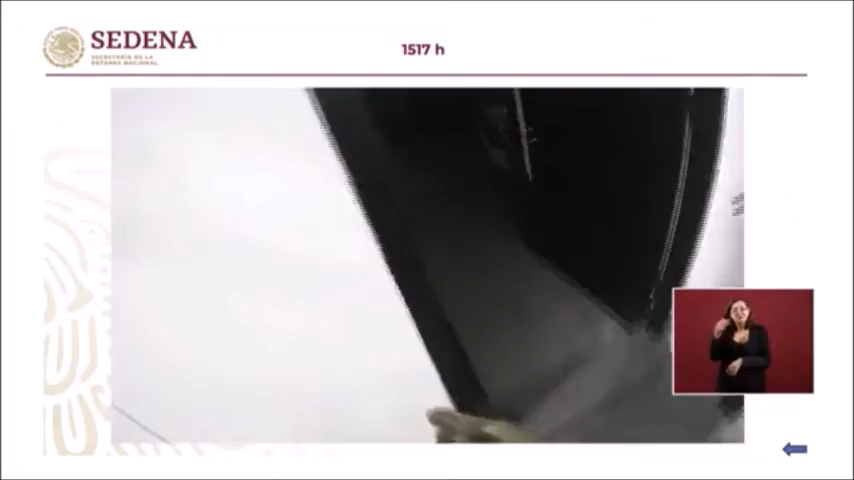 SEDENA
SECRETARÍA DE LA
DEFENSA NACIONAL
1517 h